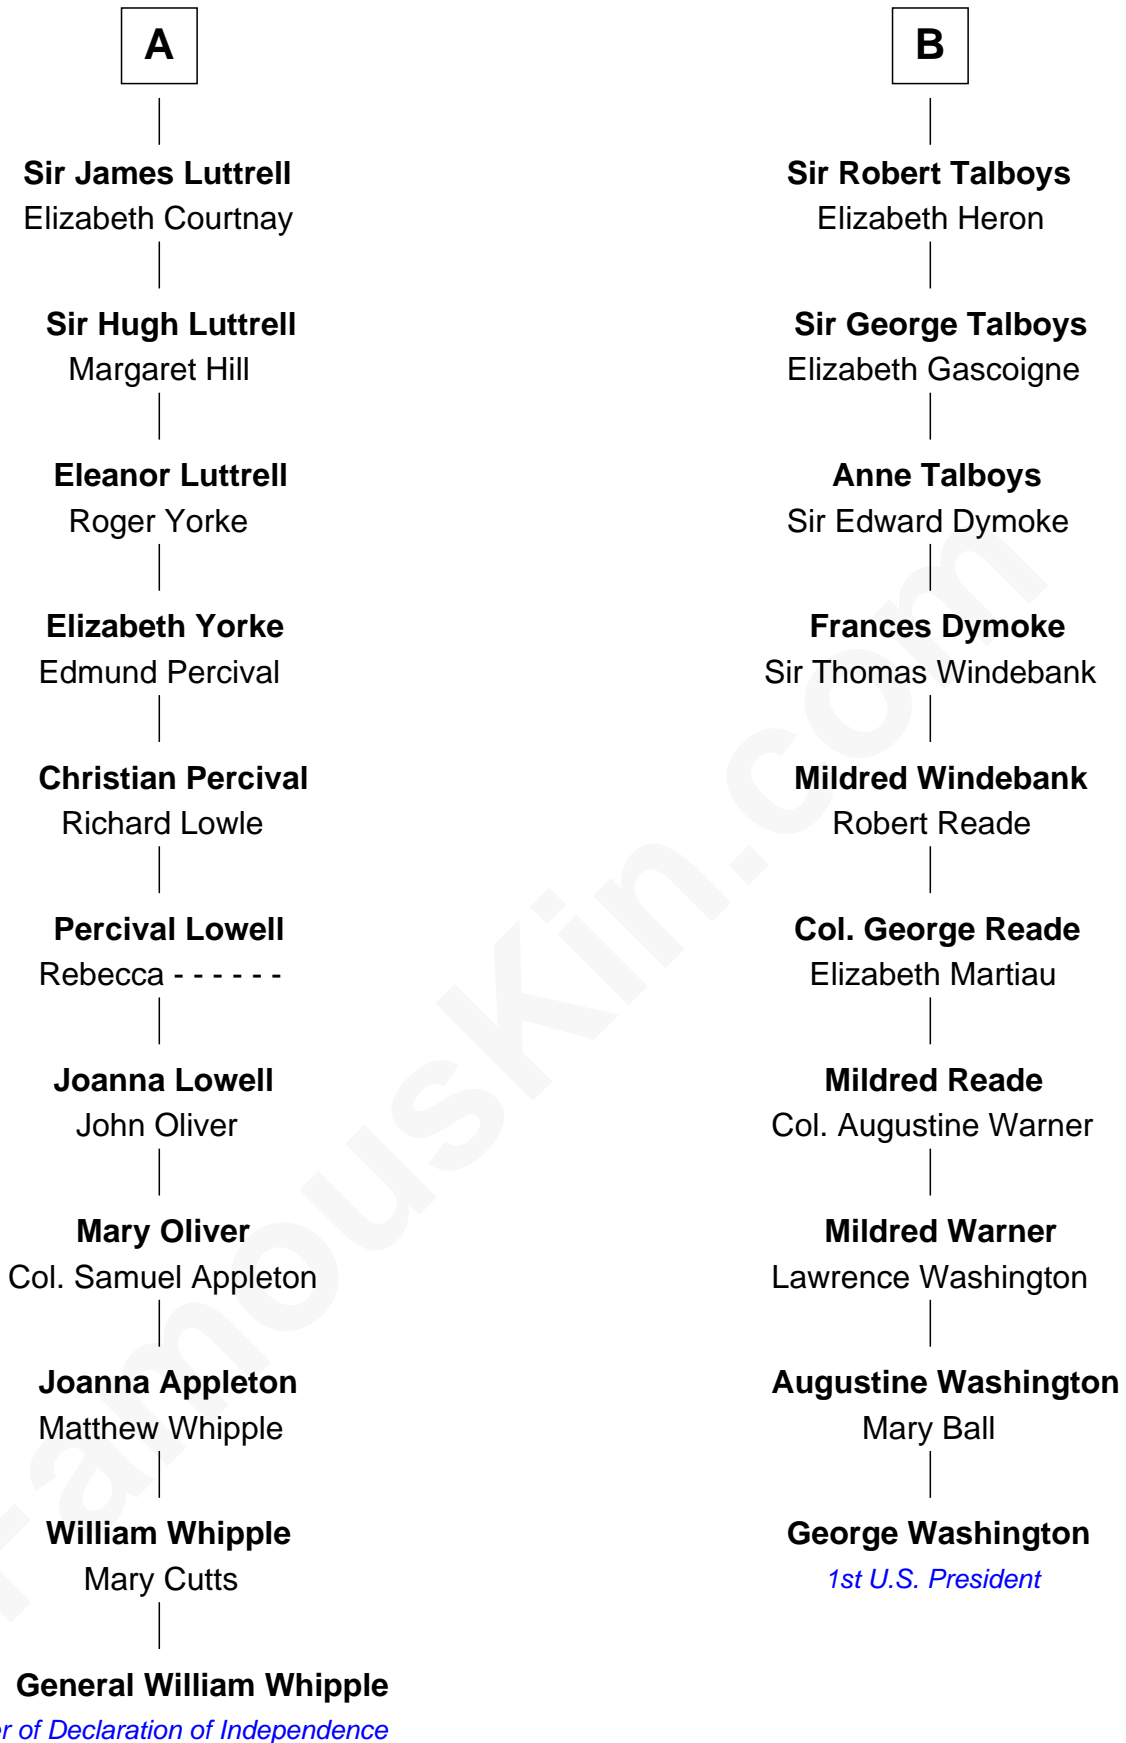 A
Sir James Luttrell
Elizabeth Courtnay
Sir Hugh Luttrell
Margaret Hill
Eleanor Luttrell
Roger Yorke
Elizabeth Yorke
Edmund Percival
Christian Percival
Richard Lowle
Percival Lowell
Rebecca - - - - - -
Joanna Lowell
John Oliver
Mary Oliver
Col. Samuel Appleton
Joanna Appleton
Matthew Whipple
William Whipple
Mary Cutts
General William Whipple
of Declaration of Independence
B
Sir Robert Talboys
Elizabeth Heron
Sir George Talboys
Elizabeth Gascoigne
Anne Talboys
Sir Edward Dymoke
Frances Dymoke
Sir Thomas Windebank
Mildred Windebank
Robert Reade
Col. George Reade
Elizabeth Martiau
Mildred Reade
Col. Augustine Warner
Mildred Warner
Lawrence Washington
Augustine Washington
Mary Ball
George Washington
1st U.S. President
FamousKin.com